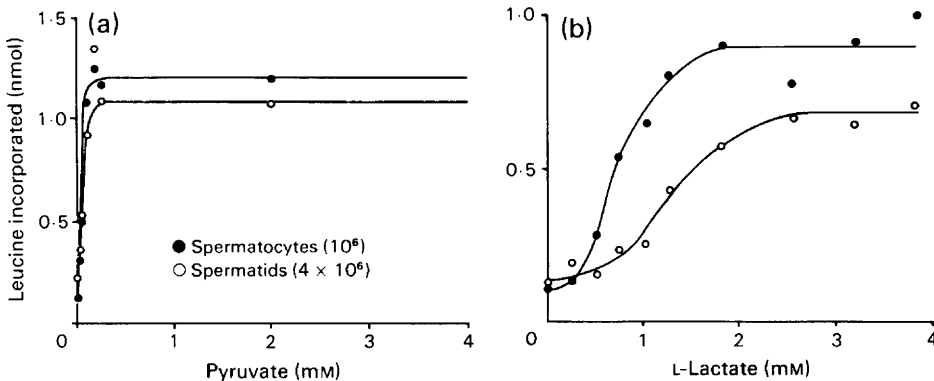 (a)
1·5
1·0
0·5
0
1
2
3
4
Leucine incorporated (nmol)
Pyruvate (mM)
● Spermatocytes (10⁶)
○ Spermatids (4 × 10⁶)
(b)
1.0
0.5
0
0
1
2
3
4
L-Lactate (mM)